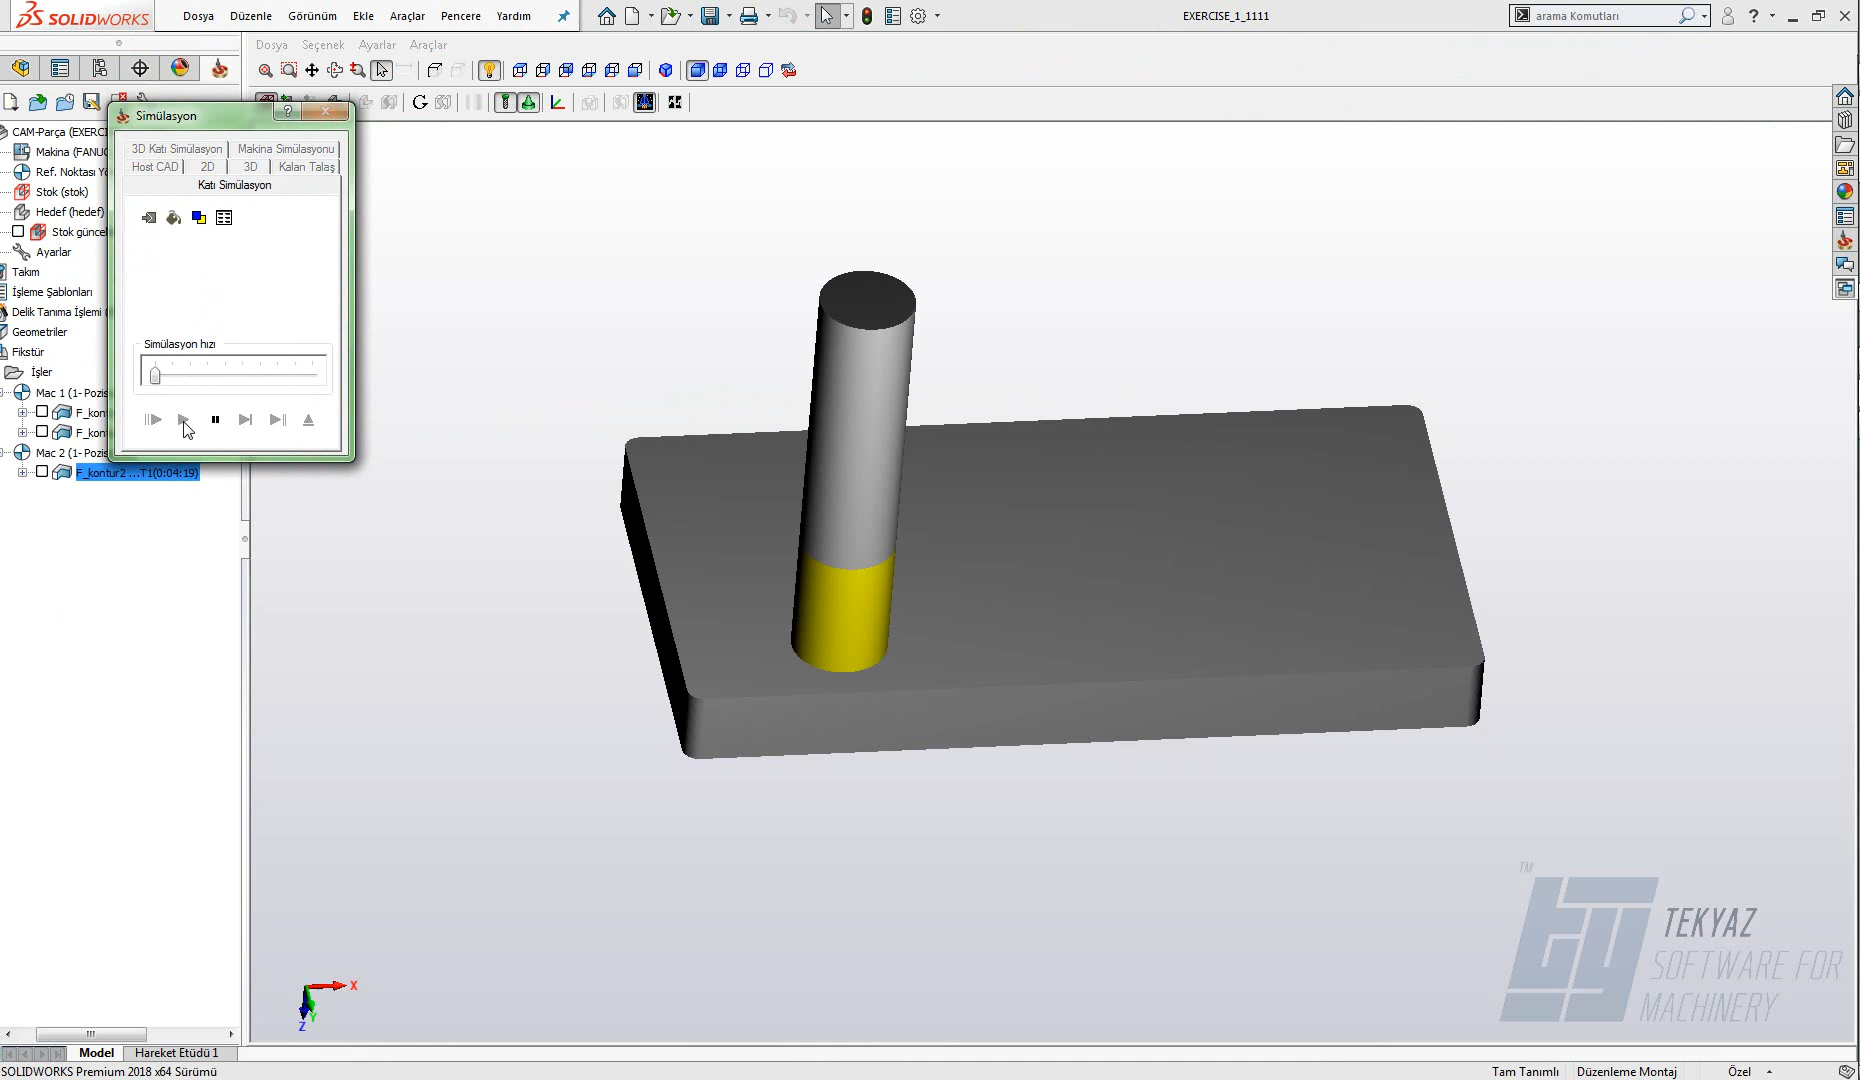 SOLIDWORKS
Dosya Düzenle Görünüm Ekle Araçlar Pencere Yardım
EXERCISE_1_1111
arama Komutları
Dosya Seçenek Ayarlar Araçlar
Simülasyon
3D Katı Simülasyon Makina Simülasyonu
Host CAD 2D 3D Kalan Talaş
Katı Simülasyon
Simülasyon hızı
CAM-Parça (EXERC
Makina (FANUC
Ref. Noktası Y
Stok (stok)
Hedef (hedef)
Stok günce
Ayarlar
Takım
İşleme Şablonları
Delik Tanıma İşlemi (
Geometriler
Fikstür
İşler
Mac 1 (1- Pozis
F_kon
F_kon
Mac 2 (1- Pozis
F_kontur2 ...T1(0:04:19)
X
Y
Z
TM
TEKYAZ
SOFTWARE FOR
MACHINERY
Model Hareket Etüdü 1
SOLIDWORKS Premium 2018 x64 Sürümü
Tam Tanımlı Düzenleme Montaj Özel